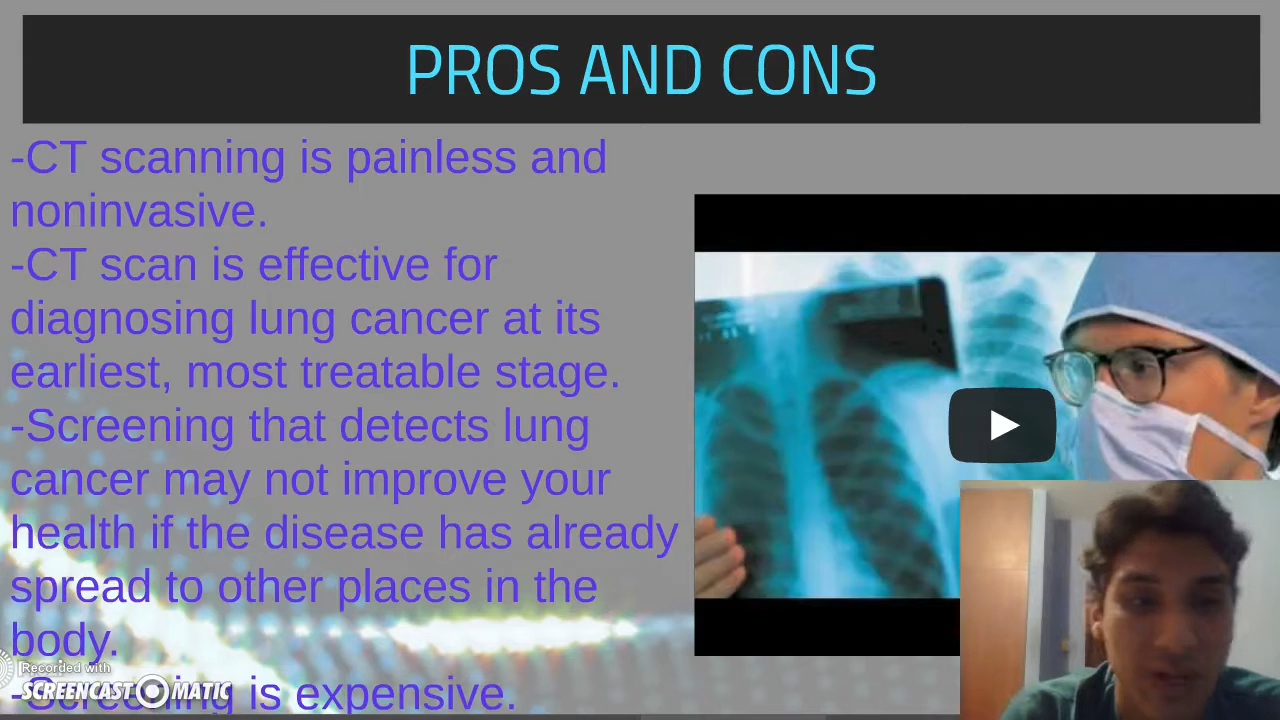 PROS AND CONS
-CT scanning is painless and
noninvasive.
-CT scan is effective for
diagnosing lung cancer at its
earliest, most treatable stage.
-Screening that detects lung
cancer may not improve your
health if the disease has already
spread to other places in the
body.
Recorded with
SCREENCAST MATIC
-Screening is expensive.